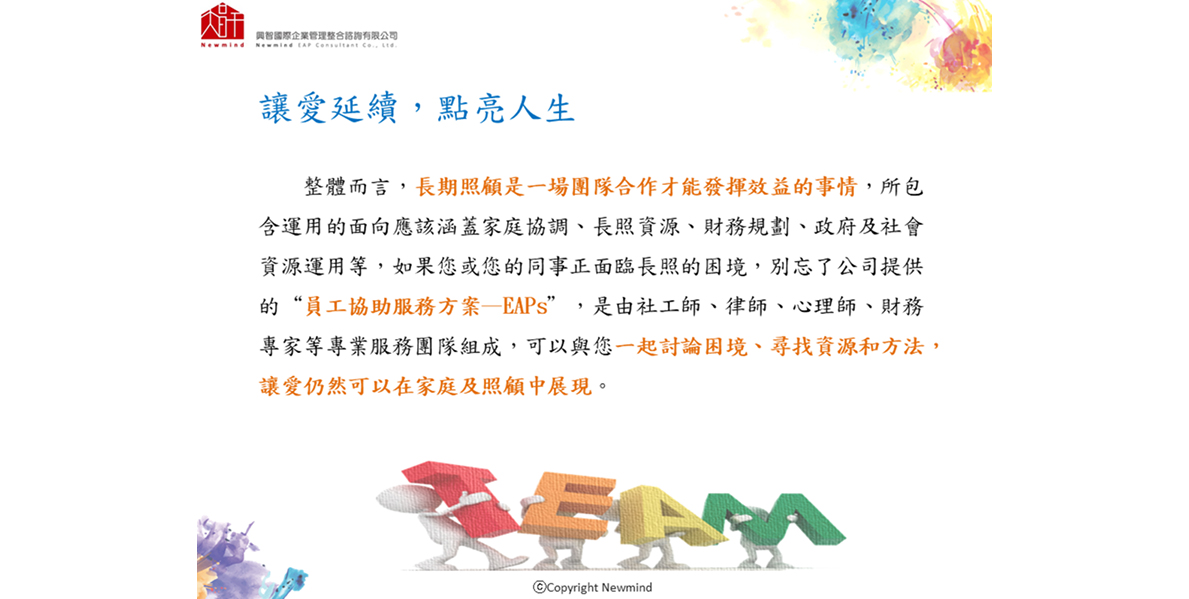 Newmind
興智國際企業管理整合諮詢有限公司
Newmind EAP Consultant Co., Ltd.
讓愛延續，點亮人生
整體而言，長期照顧是一場團隊合作才能發揮效益的事情，所包
含運用的面向應該涵蓋家庭協調、長照資源、財務規劃、政府及社會
資源運用等，如果您或您的同事正面臨長照的困境，別忘了公司提供
的“員工協助服務方案—EAPs”，是由社工師、律師、心理師、財務
專家等專業服務團隊組成，可以與您一起討論困境、尋找資源和方法，
讓愛仍然可以在家庭及照顧中展現。
TEAM
ⒸCopyright Newmind